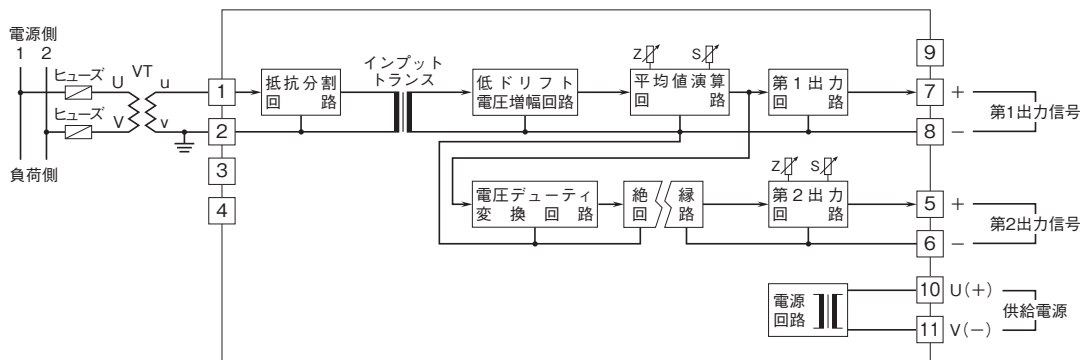 電源側
1 2
ヒューズ
ヒューズ
U VT u
V v
負荷側
1
2
3
4
抵抗分割
回路
インプット
トランス
低ドリフト
電圧増幅回路
Z S
平均値演算
回路
第1出力
回路
9
7 +
8 −
第1出力信号
電圧デューティ
変換回路
絶縁
回路
Z S
第2出力
回路
5 +
6 −
第2出力信号
電源
回路
10 U(+)
11 V(−)
供給電源